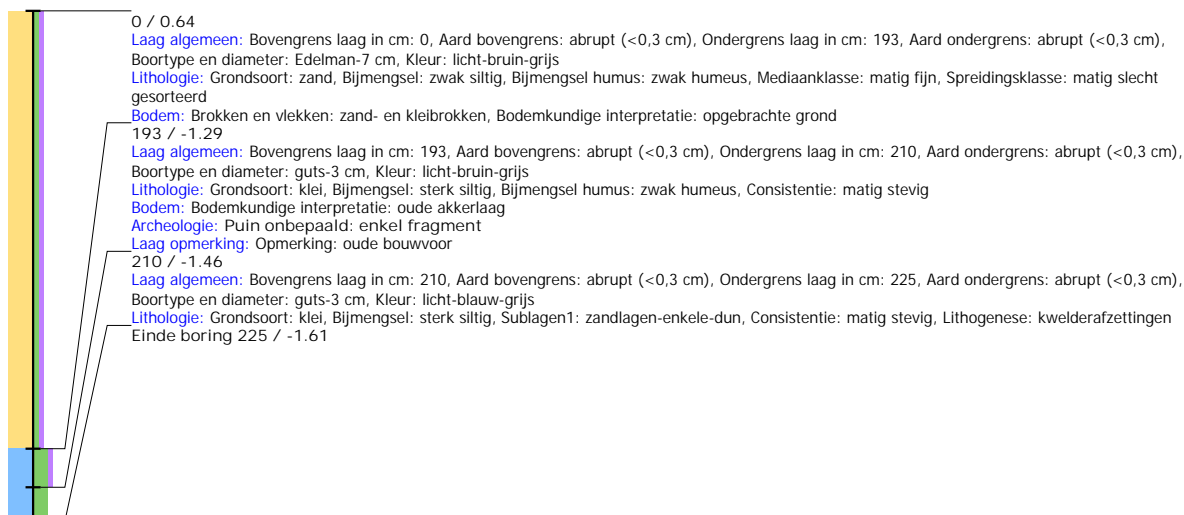 0 / 0.64
Laag algemeen: Bovengrens laag in cm: 0, Aard bovengrens: abrupt (<0,3 cm), Ondergrens laag in cm: 193, Aard ondergrens: abrupt (<0,3 cm),
Boortype en diameter: Edelman-7 cm, Kleur: licht-bruin-grijs
Lithologie: Grondsoort: zand, Bijmengsel: zwak siltig, Bijmengsel humus: zwak humeus, Mediaanklasse: matig fijn, Spreidingsklasse: matig slecht
gesorteerd
Bodem: Brokken en vlekken: zand- en kleibrokken, Bodemkundige interpretatie: opgebrachte grond
193 / -1.29
Laag algemeen: Bovengrens laag in cm: 193, Aard bovengrens: abrupt (<0,3 cm), Ondergrens laag in cm: 210, Aard ondergrens: abrupt (<0,3 cm),
Boortype en diameter: guts-3 cm, Kleur: licht-bruin-grijs
Lithologie: Grondsoort: klei, Bijmengsel: sterk siltig, Bijmengsel humus: zwak humeus, Consistentie: matig stevig
Bodem: Bodemkundige interpretatie: oude akkerlaag
Archeologie: Puin onbepaald: enkel fragment
Laag opmerking: Opmerking: oude bouwvoor
210 / -1.46
Laag algemeen: Bovengrens laag in cm: 210, Aard bovengrens: abrupt (<0,3 cm), Ondergrens laag in cm: 225, Aard ondergrens: abrupt (<0,3 cm),
Boortype en diameter: guts-3 cm, Kleur: licht-blauw-grijs
Lithologie: Grondsoort: klei, Bijmengsel: sterk siltig, Sublagen1: zandlagen-enkele-dun, Consistentie: matig stevig, Lithogenese: kwelderafzettingen
Einde boring 225 / -1.61